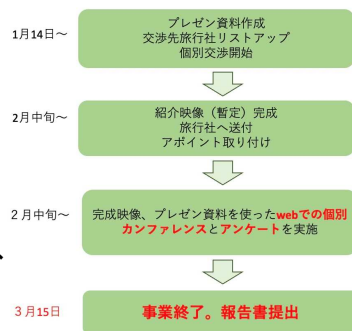 1月14日～
プレゼン資料作成
交渉先旅行社リストアップ
個別交渉開始
2月中旬～
紹介映像（暫定）完成
旅行社へ送付
アポイント取り付け
２月中旬～
完成映像、プレゼン資料を使ったwebでの個別
カンファレンスとアンケートを実施
３月15日
事業終了。報告書提出